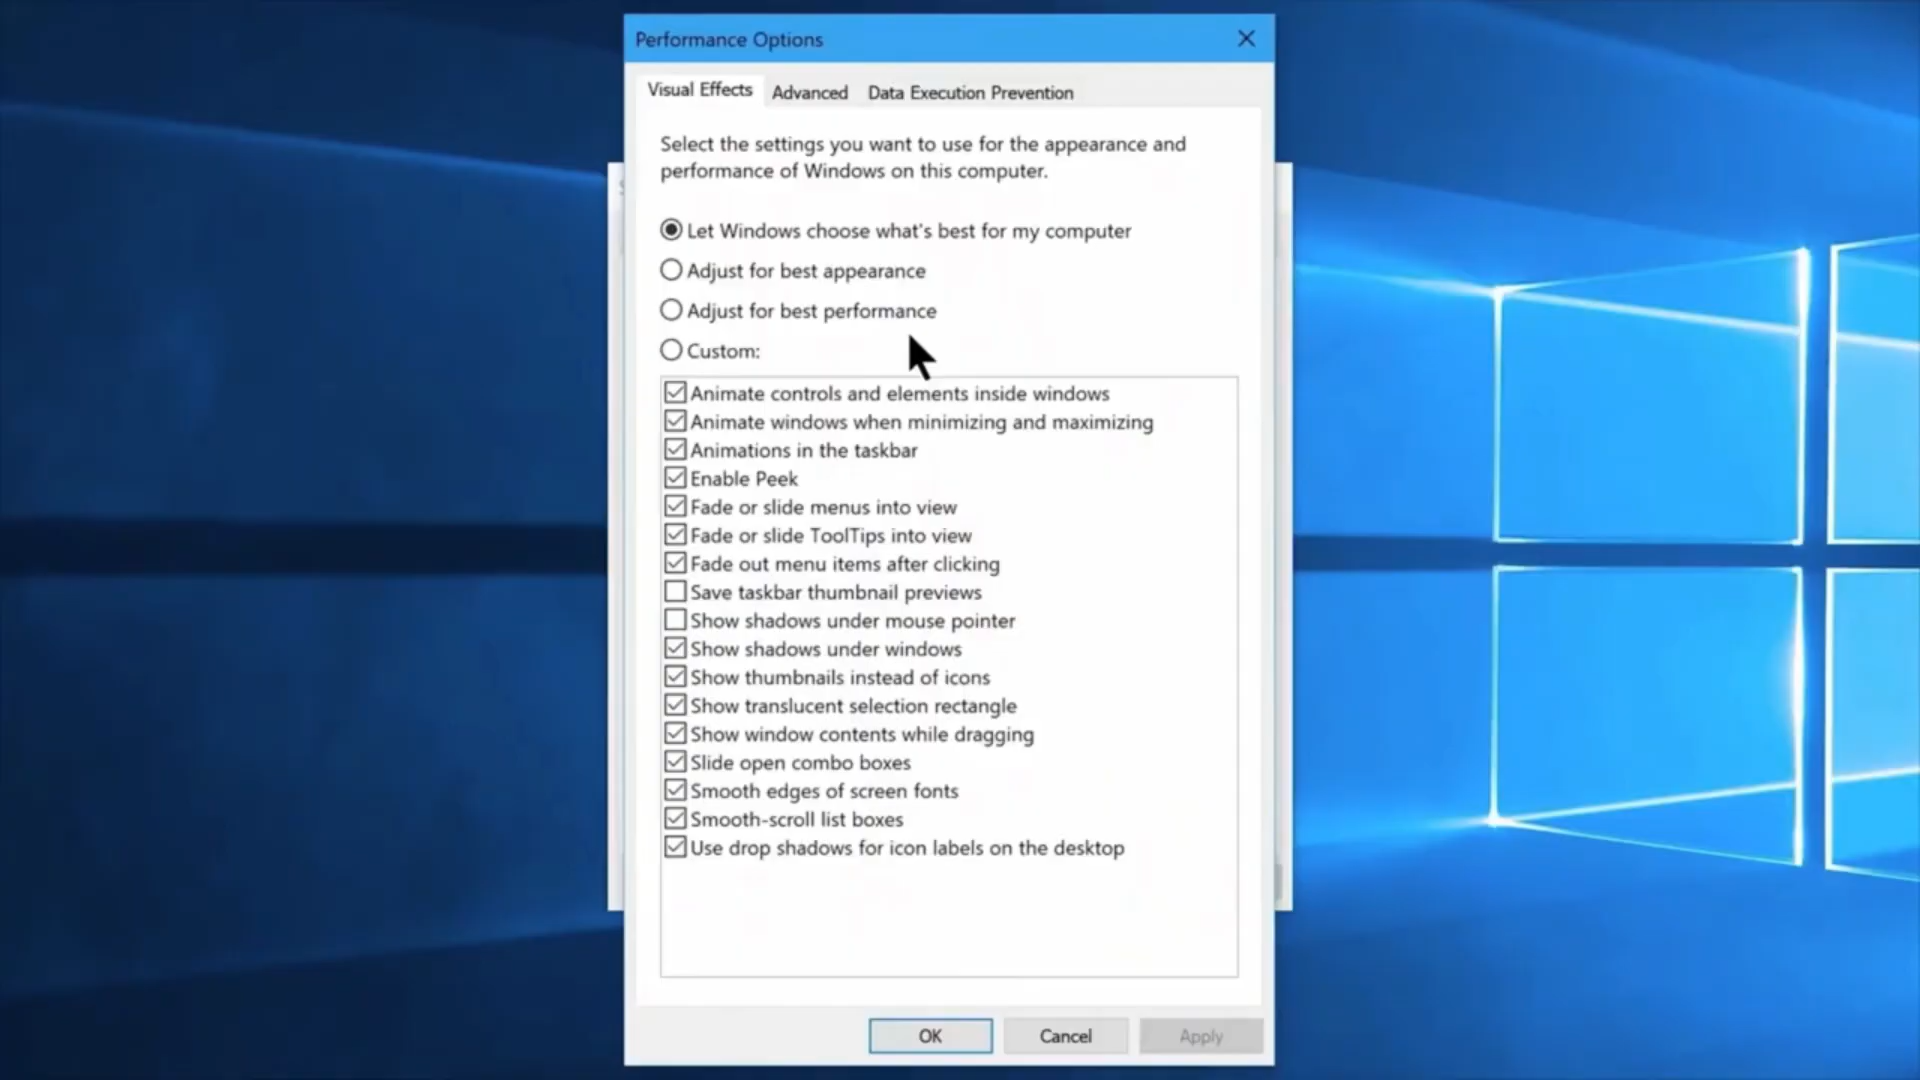 Performance Options
Visual Effects
Advanced
Data Execution Prevention
Select the settings you want to use for the appearance and
performance of Windows on this computer.
Let Windows choose what's best for my computer
Adjust for best appearance
Adjust for best performance
Custom:
Animate controls and elements inside windows
Animate windows when minimizing and maximizing
Animations in the taskbar
Enable Peek
Fade or slide menus into view
Fade or slide ToolTips into view
Fade out menu items after clicking
Save taskbar thumbnail previews
Show shadows under mouse pointer
Show shadows under windows
Show thumbnails instead of icons
Show translucent selection rectangle
Show window contents while dragging
Slide open combo boxes
Smooth edges of screen fonts
Smooth-scroll list boxes
Use drop shadows for icon labels on the desktop
OK
Cancel
Apply